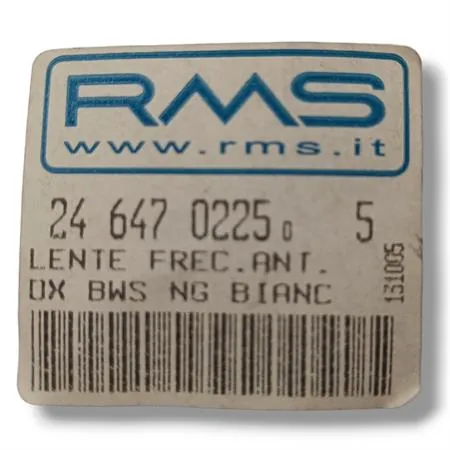 RMS
www.rms.it
24 647 0225 0 5
LENTE FREC.ANT.
DX BWS NG BIANC
131005